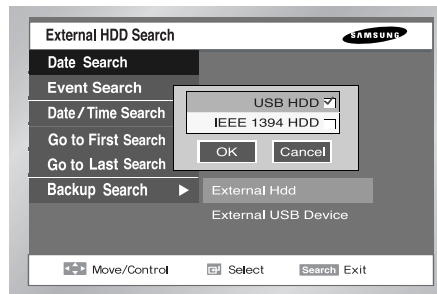 External HDD Search
SAMSUNG
Date Search
Event Search
Date/Time Search
Go to First Search
Go to Last Search
Backup Search
USB HDD
IEEE 1394 HDD
OK Cancel
External Hdd
External USB Device
Move/Control Select Search Exit